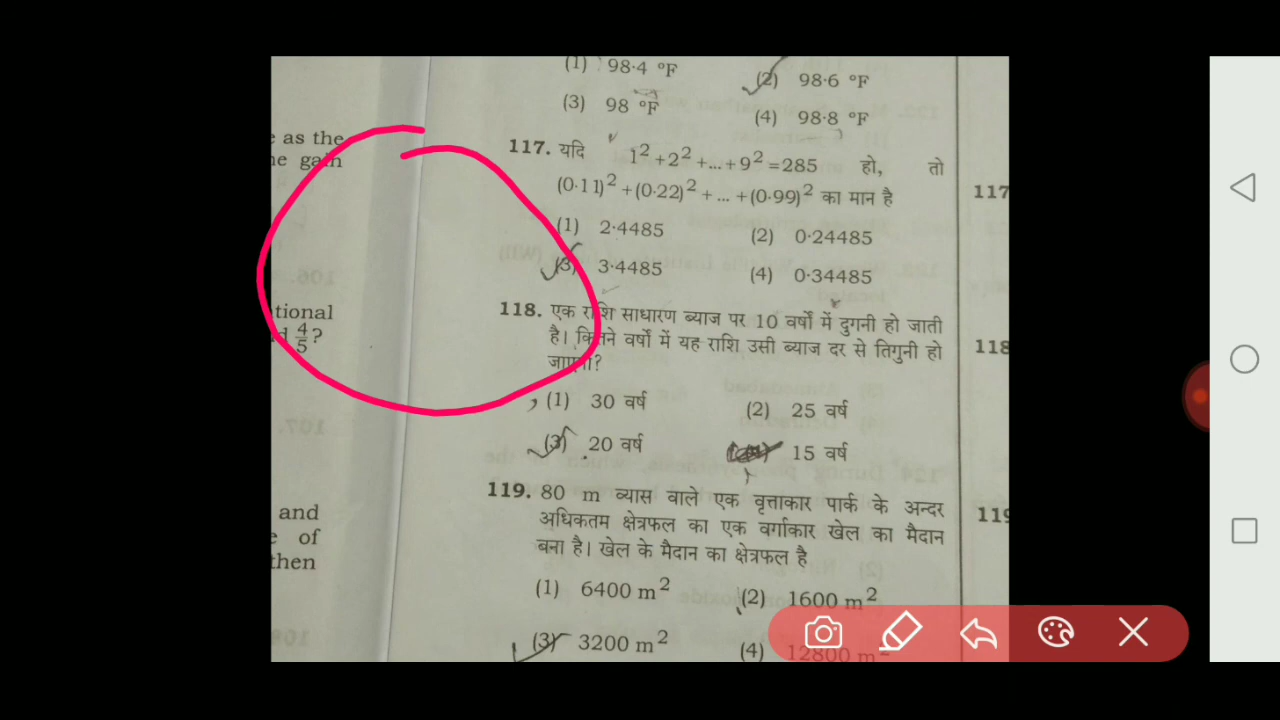 (1) 98·4 °F
(2) 98·6 °F
(3) 98 °F
(4) 98·8 °F
117. यदि 1² +2² +...+9² =285 हो, तो
(0·11)² +(0·22)² + ... +(0·99)² का मान है
(1) 2·4485
(2) 0·24485
(3) 3·4485
(4) 0·34485
118. एक राशि साधारण ब्याज पर 10 वर्षों में दुगनी हो जाती
है। कितने वर्षों में यह राशि उसी ब्याज दर से तिगुनी हो
जाएगी?
(1) 30 वर्ष
(2) 25 वर्ष
(3) 20 वर्ष
15 वर्ष
119. 80 m व्यास वाले एक वृत्ताकार पार्क के अन्दर
अधिकतम क्षेत्रफल का एक वर्गाकार खेल का मैदान
बना है। खेल के मैदान का क्षेत्रफल है
(1) 6400 m²
(2) 1600 m²
(3) 3200 m²
(4) 12800 m²
as the
gain
tional
4/5?
and
of
then
117
118
119